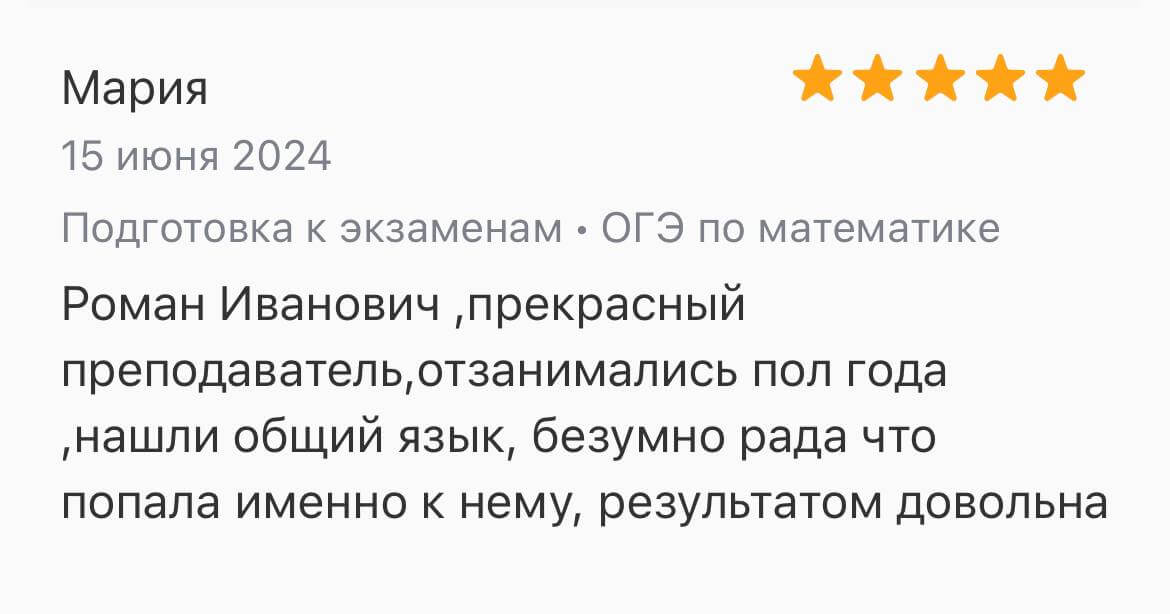 Мария
15 июня 2024
Подготовка к экзаменам • ОГЭ по математике
Роман Иванович ,прекрасный
преподаватель,отзанимались пол года
,нашли общий язык, безумно рада что
попала именно к нему, результатом довольна